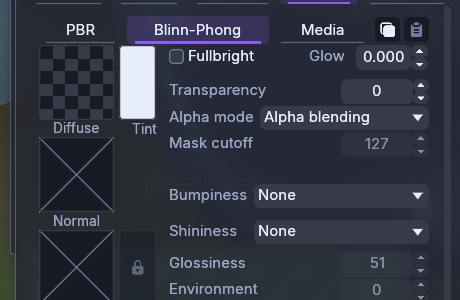 PBR Blinn-Phong Media
Fullbright Glow 0.000
Transparency 0
Alpha mode Alpha blending
Diffuse Tint
Mask cutoff 127
Bumpiness None
Normal
Shininess None
Glossiness 51
Environment 0